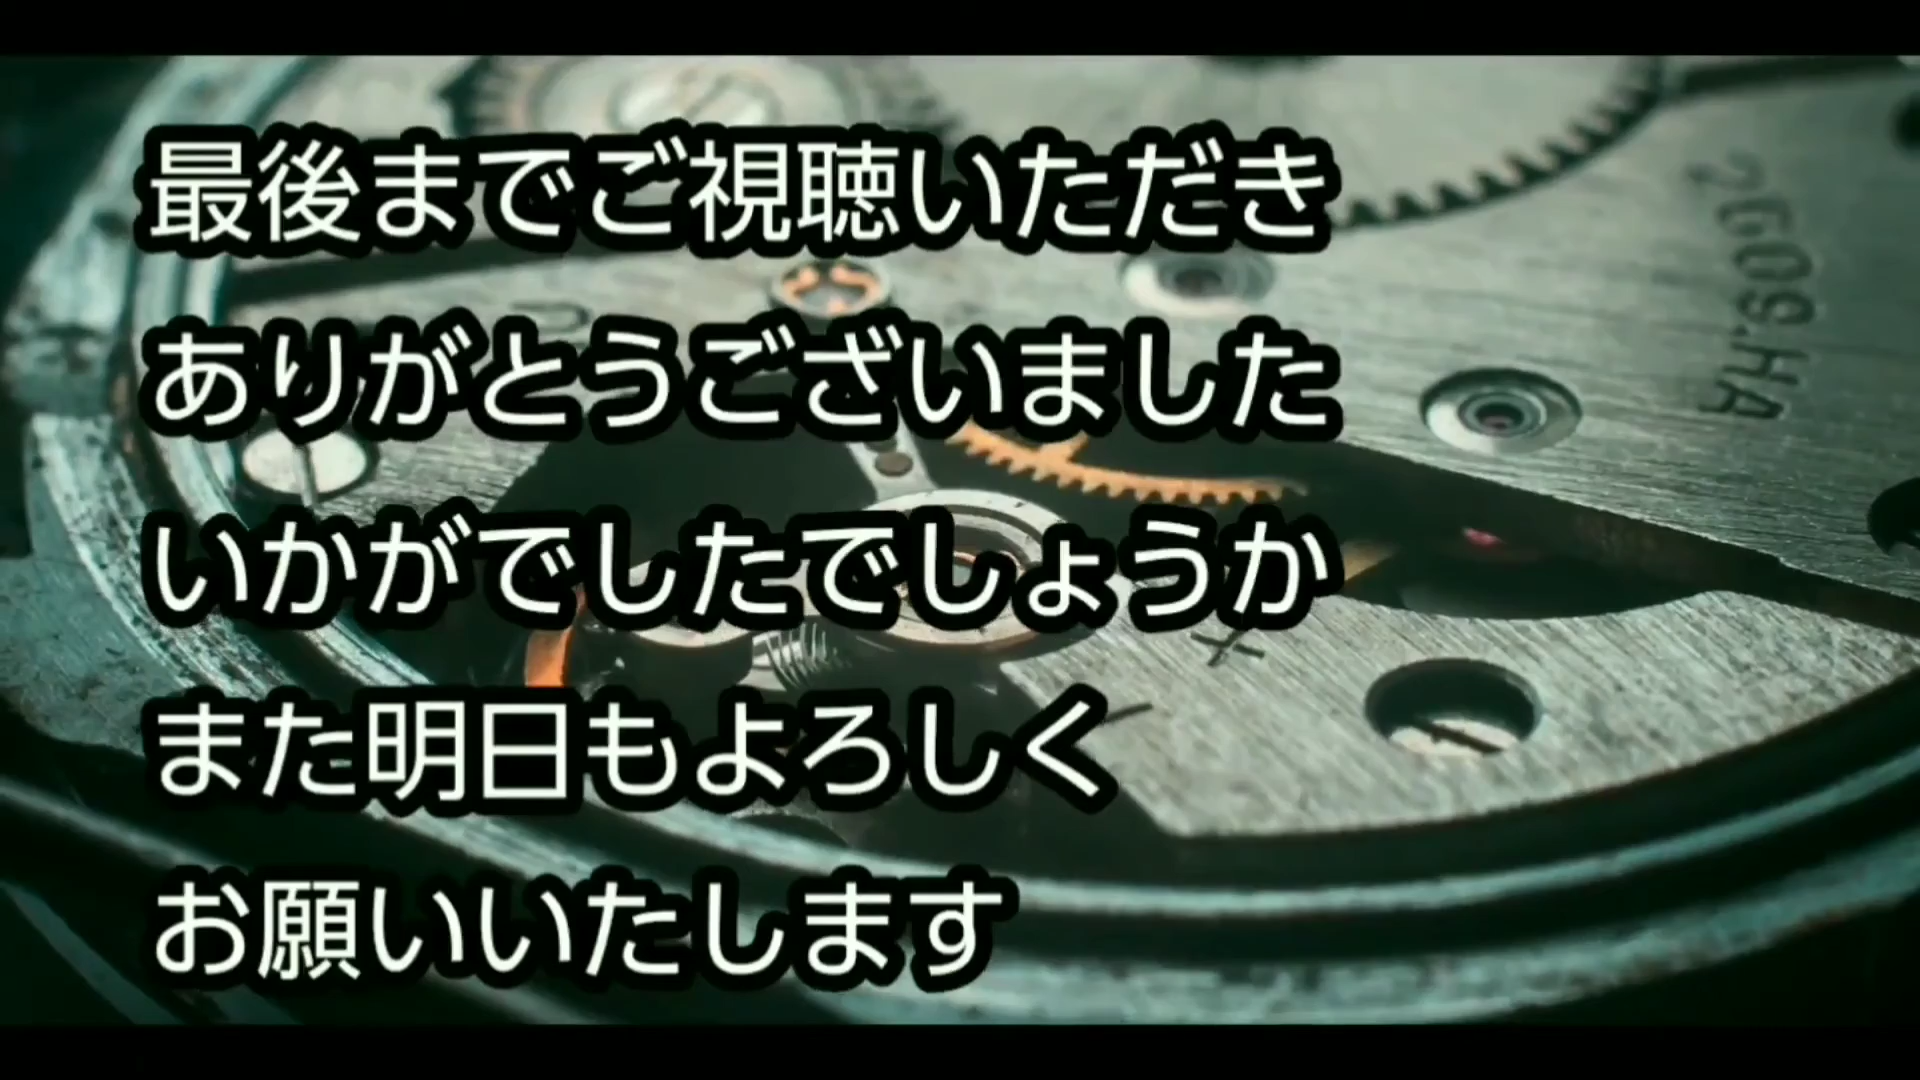 最後までご視聴いただき
ありがとうございました
いかがでしたでしょうか
また明日もよろしく
お願いいたします
2609.HA